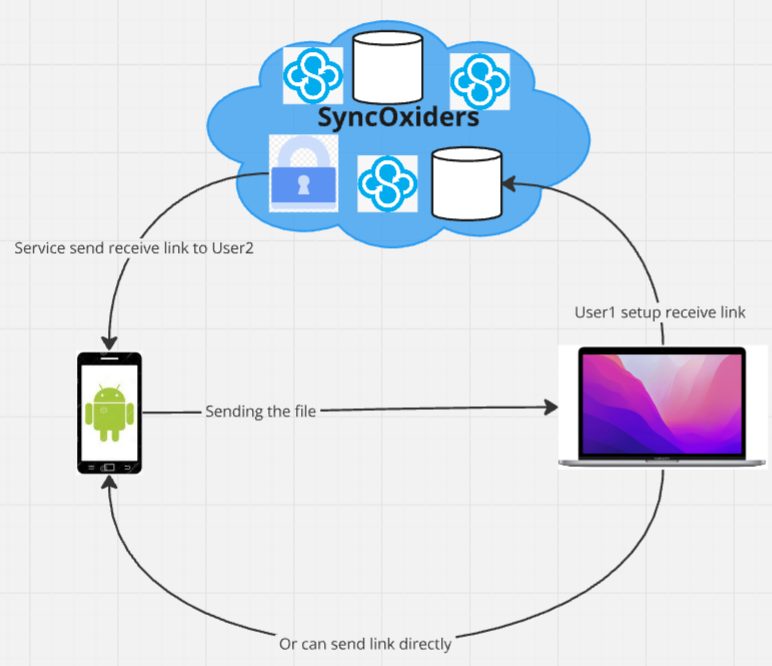 SyncOxiders
Service send receive link to User2
User1 setup receive link
Sending the file
Or can send link directly